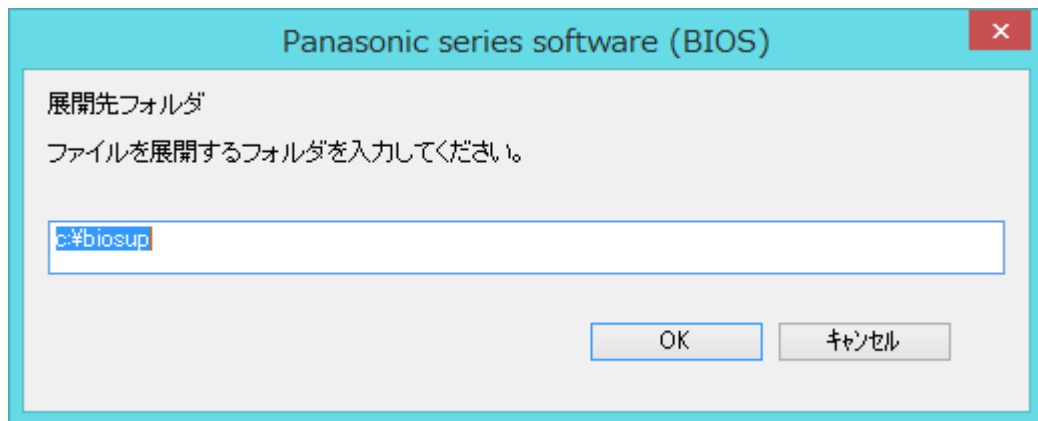 Panasonic series software (BIOS)
展開先フォルダ
ファイルを展開するフォルダを入力してください。
c:¥biosup
OK キャンセル